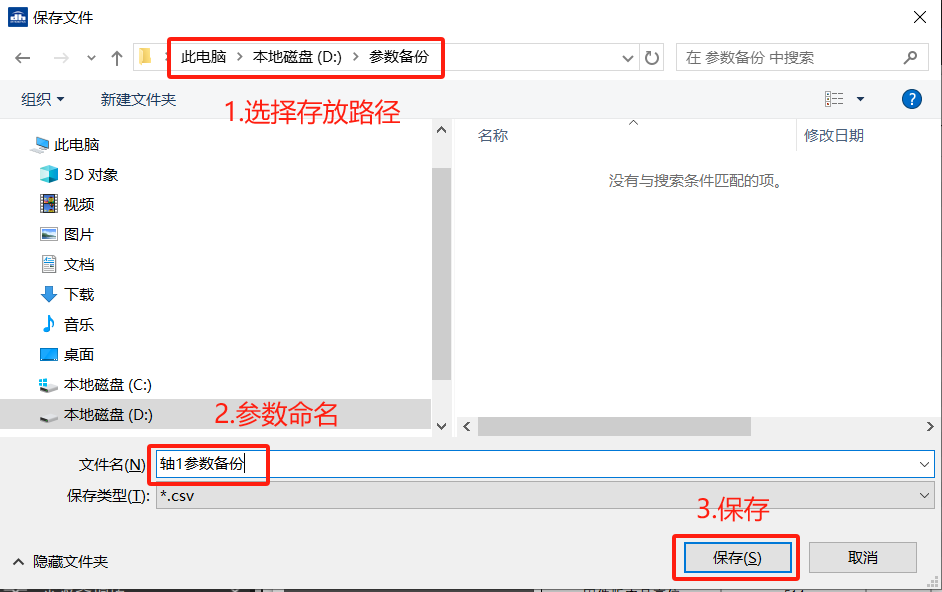 保存文件
此电脑 > 本地磁盘 (D:) > 参数备份
在 参数备份 中搜索
组织
新建文件夹
1.选择存放路径
此电脑
3D 对象
视频
图片
文档
下载
音乐
桌面
本地磁盘 (C:)
本地磁盘 (D:)
名称
修改日期
没有与搜索条件匹配的项。
2.参数命名
文件名(N):
轴1参数备份
保存类型(T):
*.csv
3.保存
隐藏文件夹
保存(S)
取消